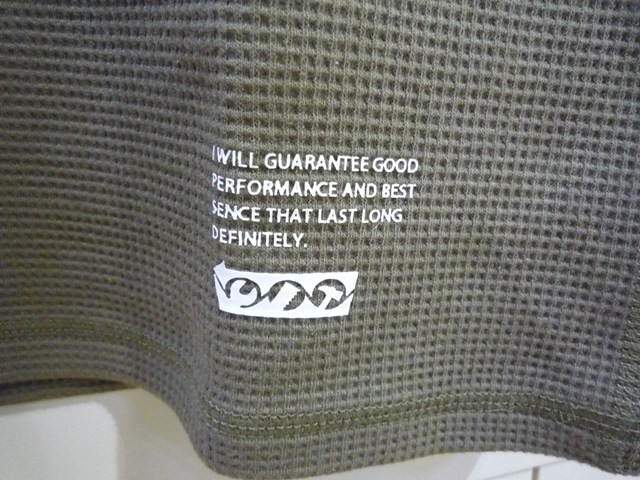 I WILL GUARANTEE GOOD
PERFORMANCE AND BEST
SENCE THAT LAST LONG
DEFINITELY.